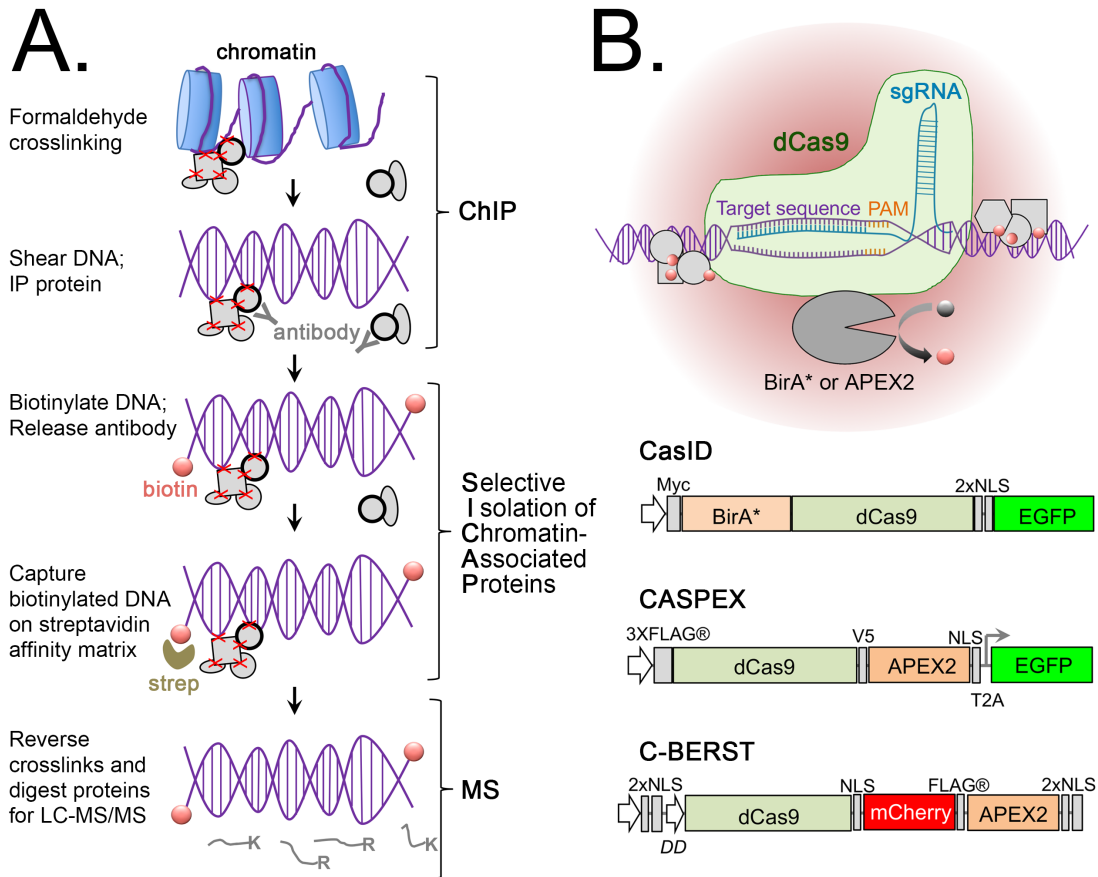 A.
chromatin
Formaldehyde
crosslinking
ChIP
Shear DNA;
IP protein
antibody
Biotinylate DNA;
Release antibody
biotin
Selective
Isolation of
Chromatin-
Associated
Proteins
Capture
biotinylated DNA
on streptavidin
affinity matrix
strep
Reverse
crosslinks and
digest proteins
for LC-MS/MS
MS
K
R
R
K
B.
sgRNA
dCas9
Target sequence PAM
BirA* or APEX2
CasID
Myc 2xNLS
BirA* dCas9 EGFP
CASPEX
3XFLAG® V5 NLS
dCas9 APEX2 EGFP
T2A
C-BERST
2xNLS NLS FLAG® 2xNLS
dCas9 mCherry APEX2
DD